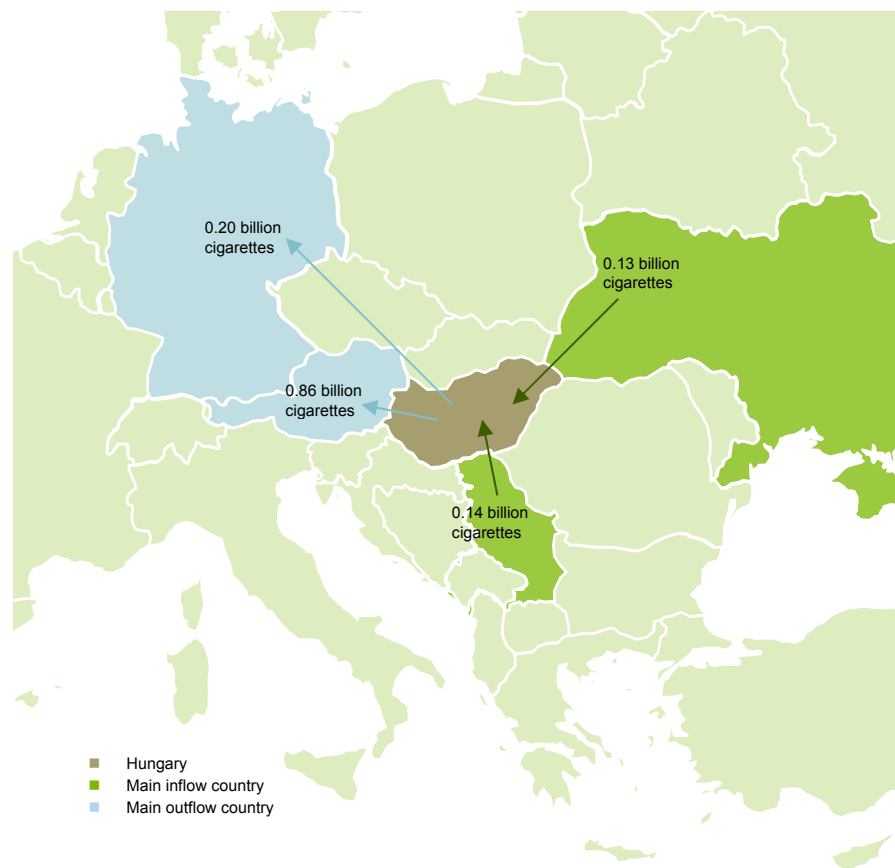 0.20 billion
cigarettes
0.13 billion
cigarettes
0.86 billion
cigarettes
0.14 billion
cigarettes
Hungary
Main inflow country
Main outflow country